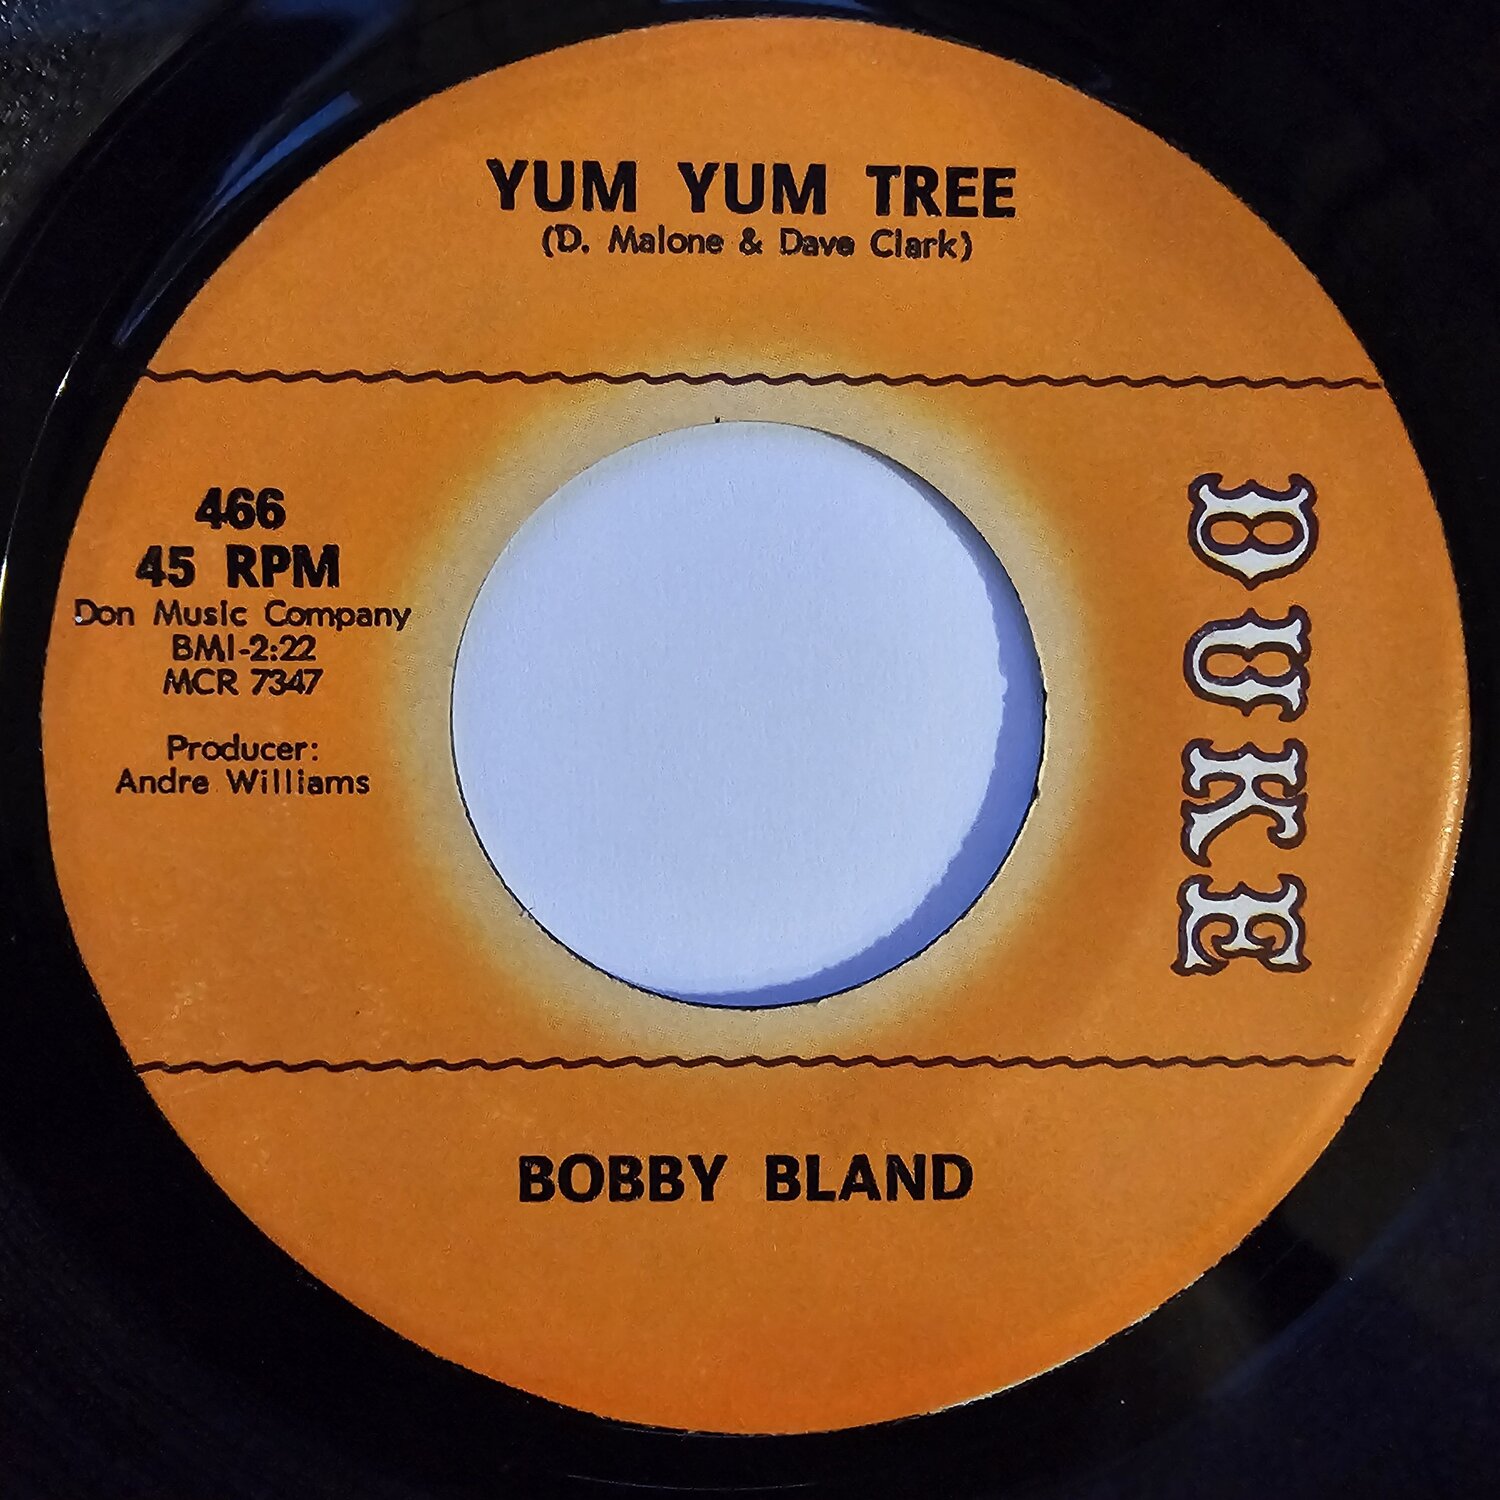 YUM YUM TREE
(D. Malone & Dave Clark)
466
45 RPM
Don Music Company
BMI-2:22
MCR 7347
Producer:
Andre Williams
DUKE
BOBBY BLAND